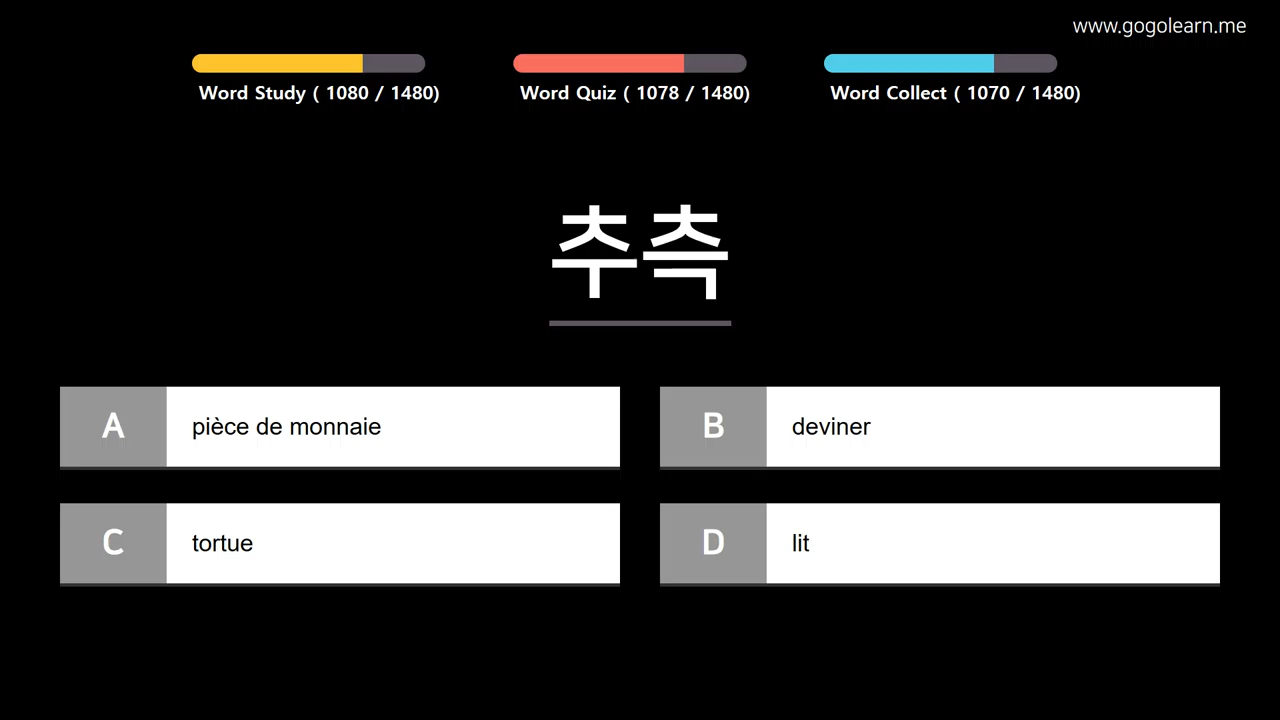 www.gogolearn.me
Word Study ( 1080 / 1480)
Word Quiz ( 1078 / 1480)
Word Collect ( 1070 / 1480)
추측
A pièce de monnaie
B deviner
C tortue
D lit